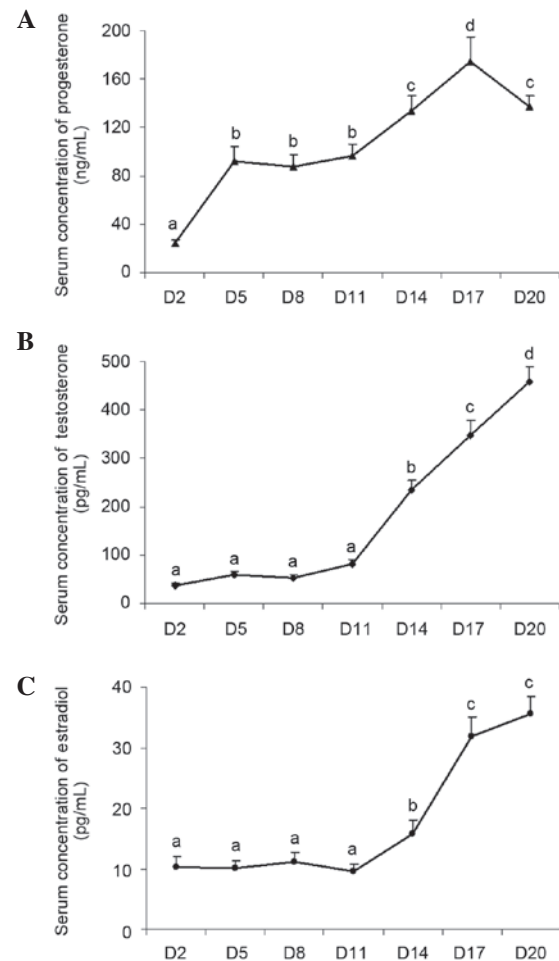 A
Serum concentration of progesterone
(ng/mL)
200
160
120
80
40
0
a
b
b
b
c
d
c
D2 D5 D8 D11 D14 D17 D20
B
Serum concentration of testosterone
(pg/mL)
500
400
300
200
100
0
a
a
a
a
b
c
d
D2 D5 D8 D11 D14 D17 D20
C
Serum concentration of estradiol
(pg/mL)
40
30
20
10
0
a
a
a
a
b
c
c
D2 D5 D8 D11 D14 D17 D20